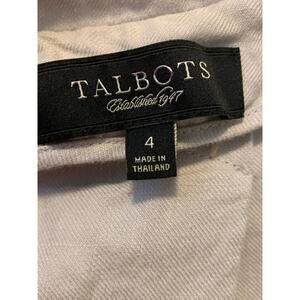 TALBOTS
Established 1947
4
MADE IN
THAILAND